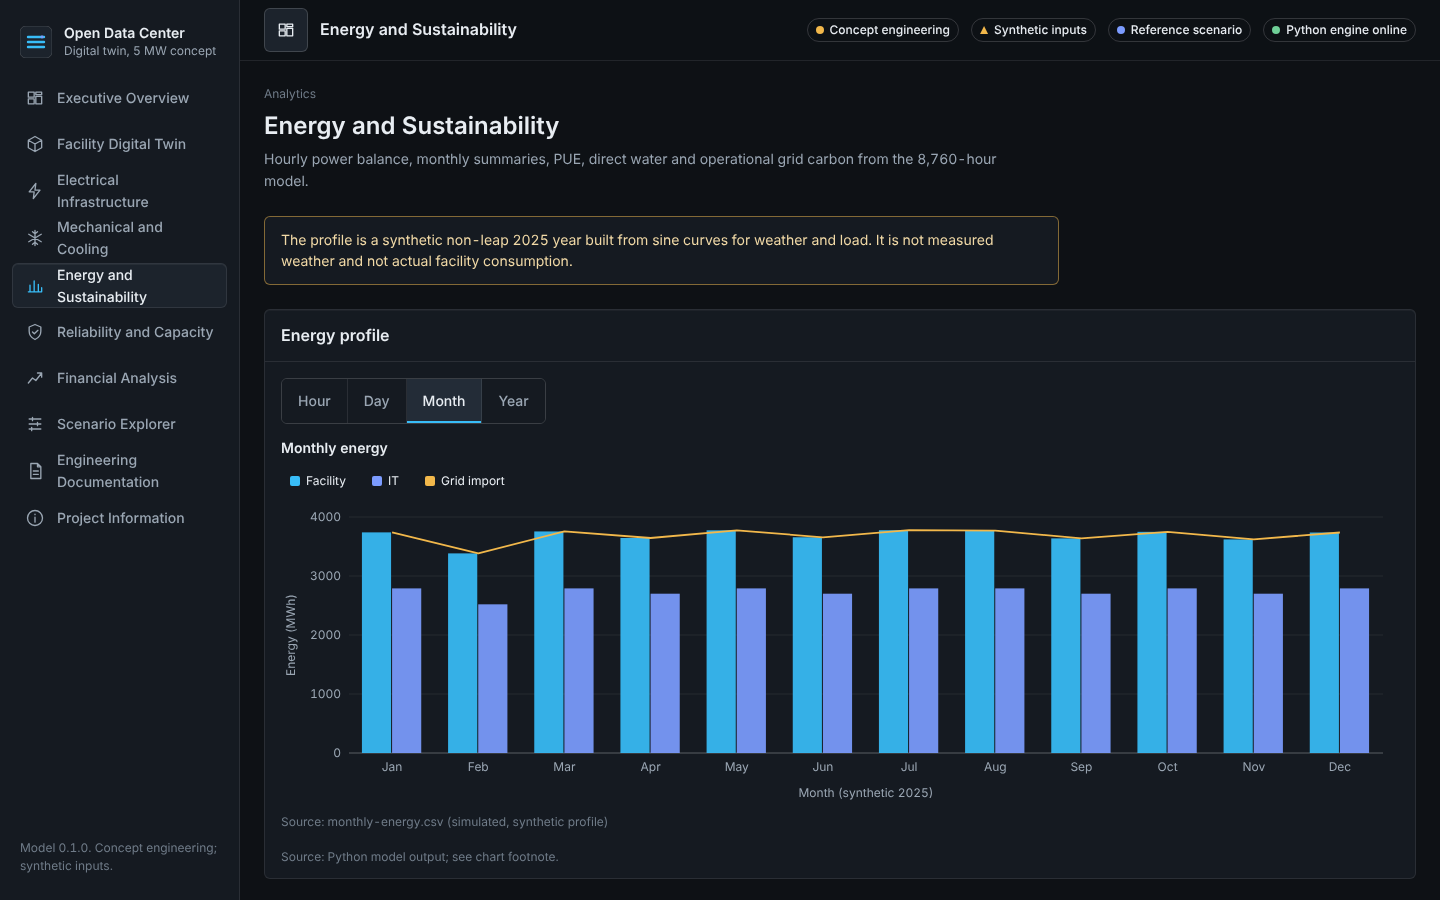 Open Data Center
Digital twin, 5 MW concept
Executive Overview
Facility Digital Twin
Electrical
Infrastructure
Mechanical and
Cooling
Energy and
Sustainability
Reliability and Capacity
Financial Analysis
Scenario Explorer
Engineering
Documentation
Project Information
Model 0.1.0. Concept engineering;
synthetic inputs.
Energy and Sustainability
Concept engineering
Synthetic inputs
Reference scenario
Python engine online
Analytics
Energy and Sustainability
Hourly power balance, monthly summaries, PUE, direct water and operational grid carbon from the 8,760-hour
model.
The profile is a synthetic non-leap 2025 year built from sine curves for weather and load. It is not measured
weather and not actual facility consumption.
Energy profile
Hour Day Month Year
Monthly energy
Facility IT Grid import
4000
3000
2000
1000
0
Energy (MWh)
Jan Feb Mar Apr May Jun Jul Aug Sep Oct Nov Dec
Month (synthetic 2025)
Source: monthly-energy.csv (simulated, synthetic profile)
Source: Python model output; see chart footnote.